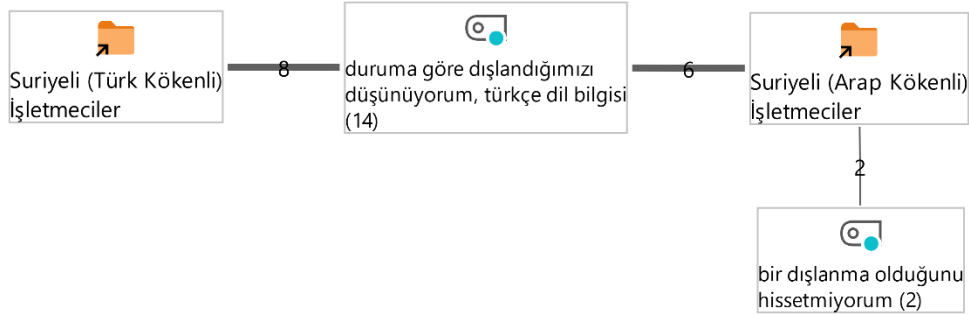 Suriyeli (Türk Kökenli)
İşletmeciler
8
duruma göre dışlandığımızı
düşünüyorum, türkçe dil bilgisi
(14)
6
Suriyeli (Arap Kökenli)
İşletmeciler
2
bir dışlanma olduğunu
hissetmiyorum (2)